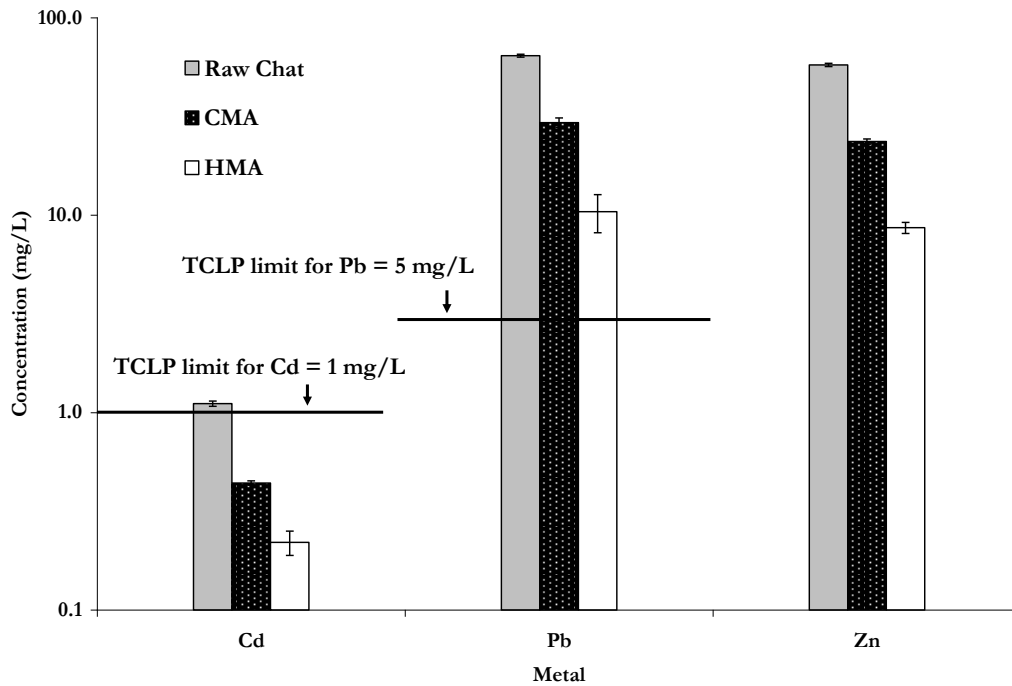 100.0
Raw Chat
CMA
HMA
10.0
TCLP limit for Pb = 5 mg/L
TCLP limit for Cd = 1 mg/L
1.0
0.1
Concentration (mg/L)
Cd
Pb
Zn
Metal